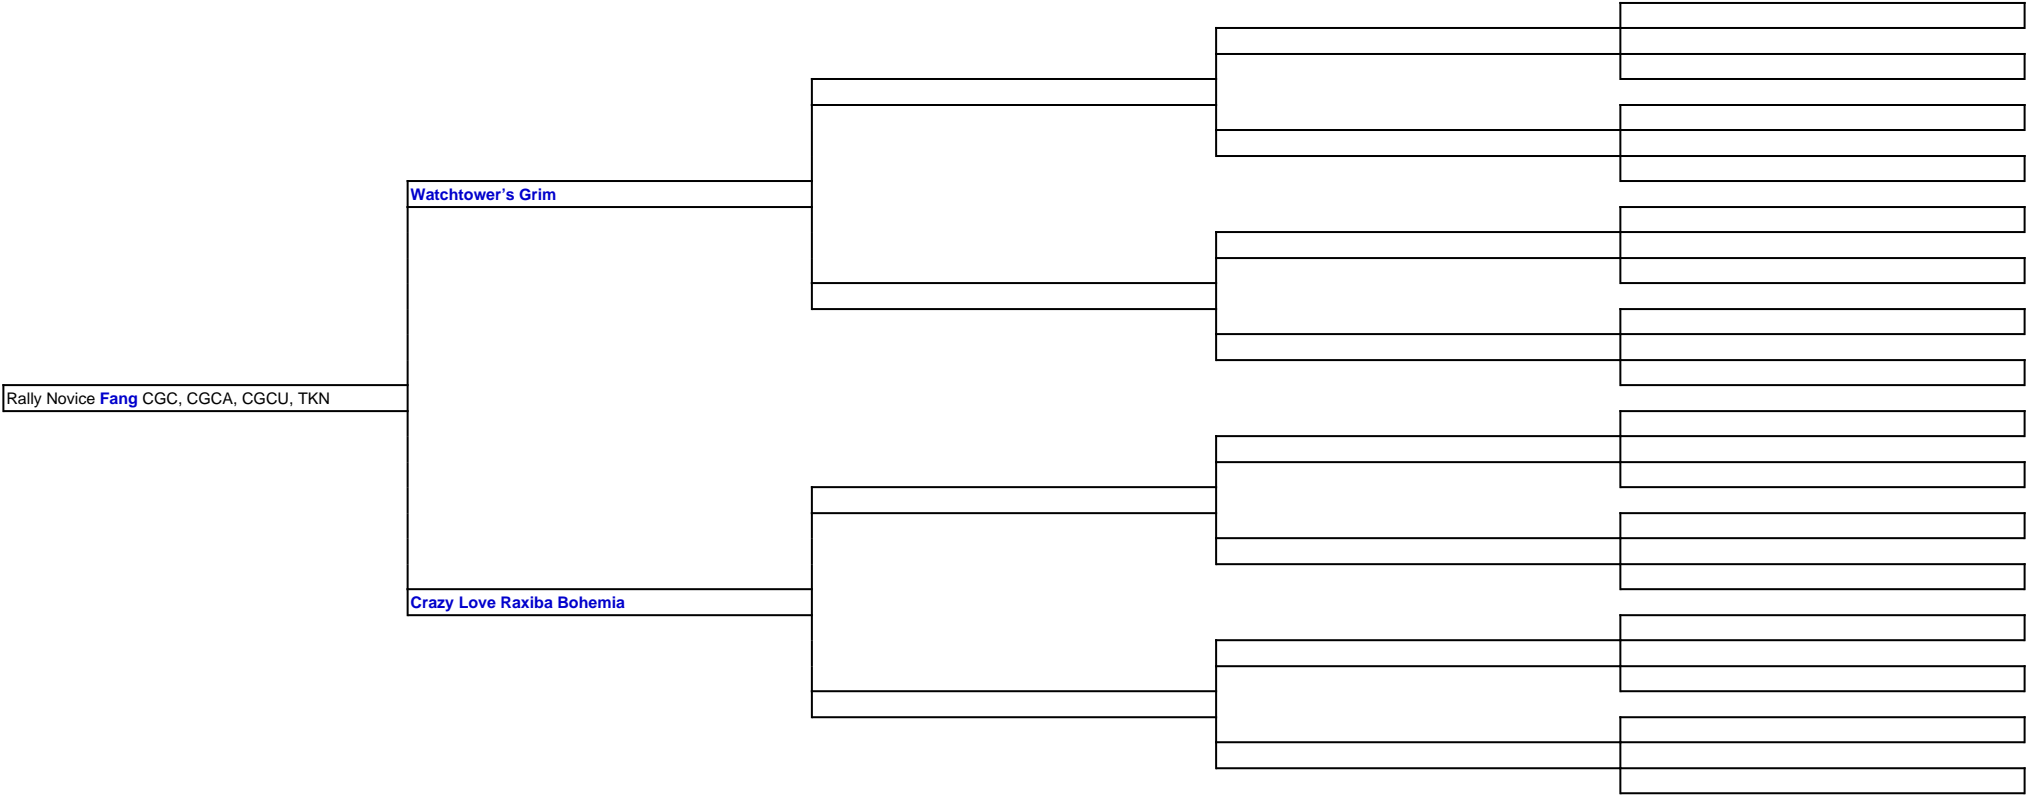 Watchtower’s Grim
Rally Novice Fang CGC, CGCA, CGCU, TKN
Crazy Love Raxiba Bohemia